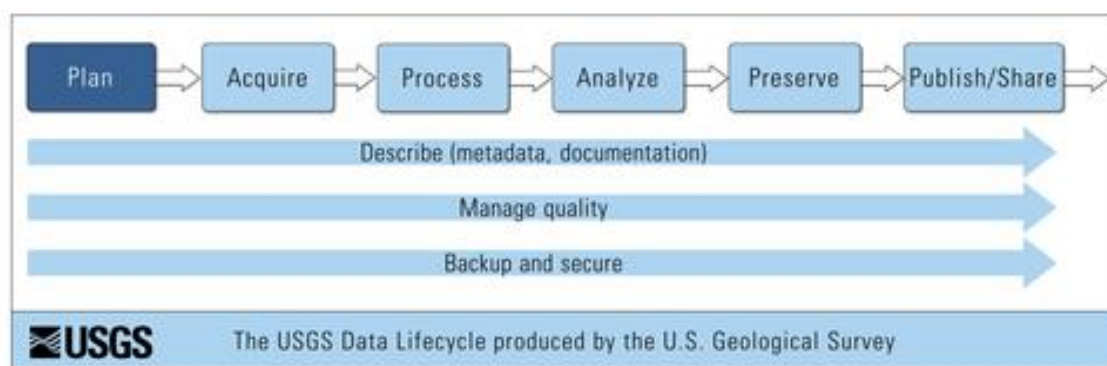 Plan
Acquire
Process
Analyze
Preserve
Publish/Share
Describe (metadata, documentation)
Manage quality
Backup and secure
USGS
The USGS Data Lifecycle produced by the U.S. Geological Survey